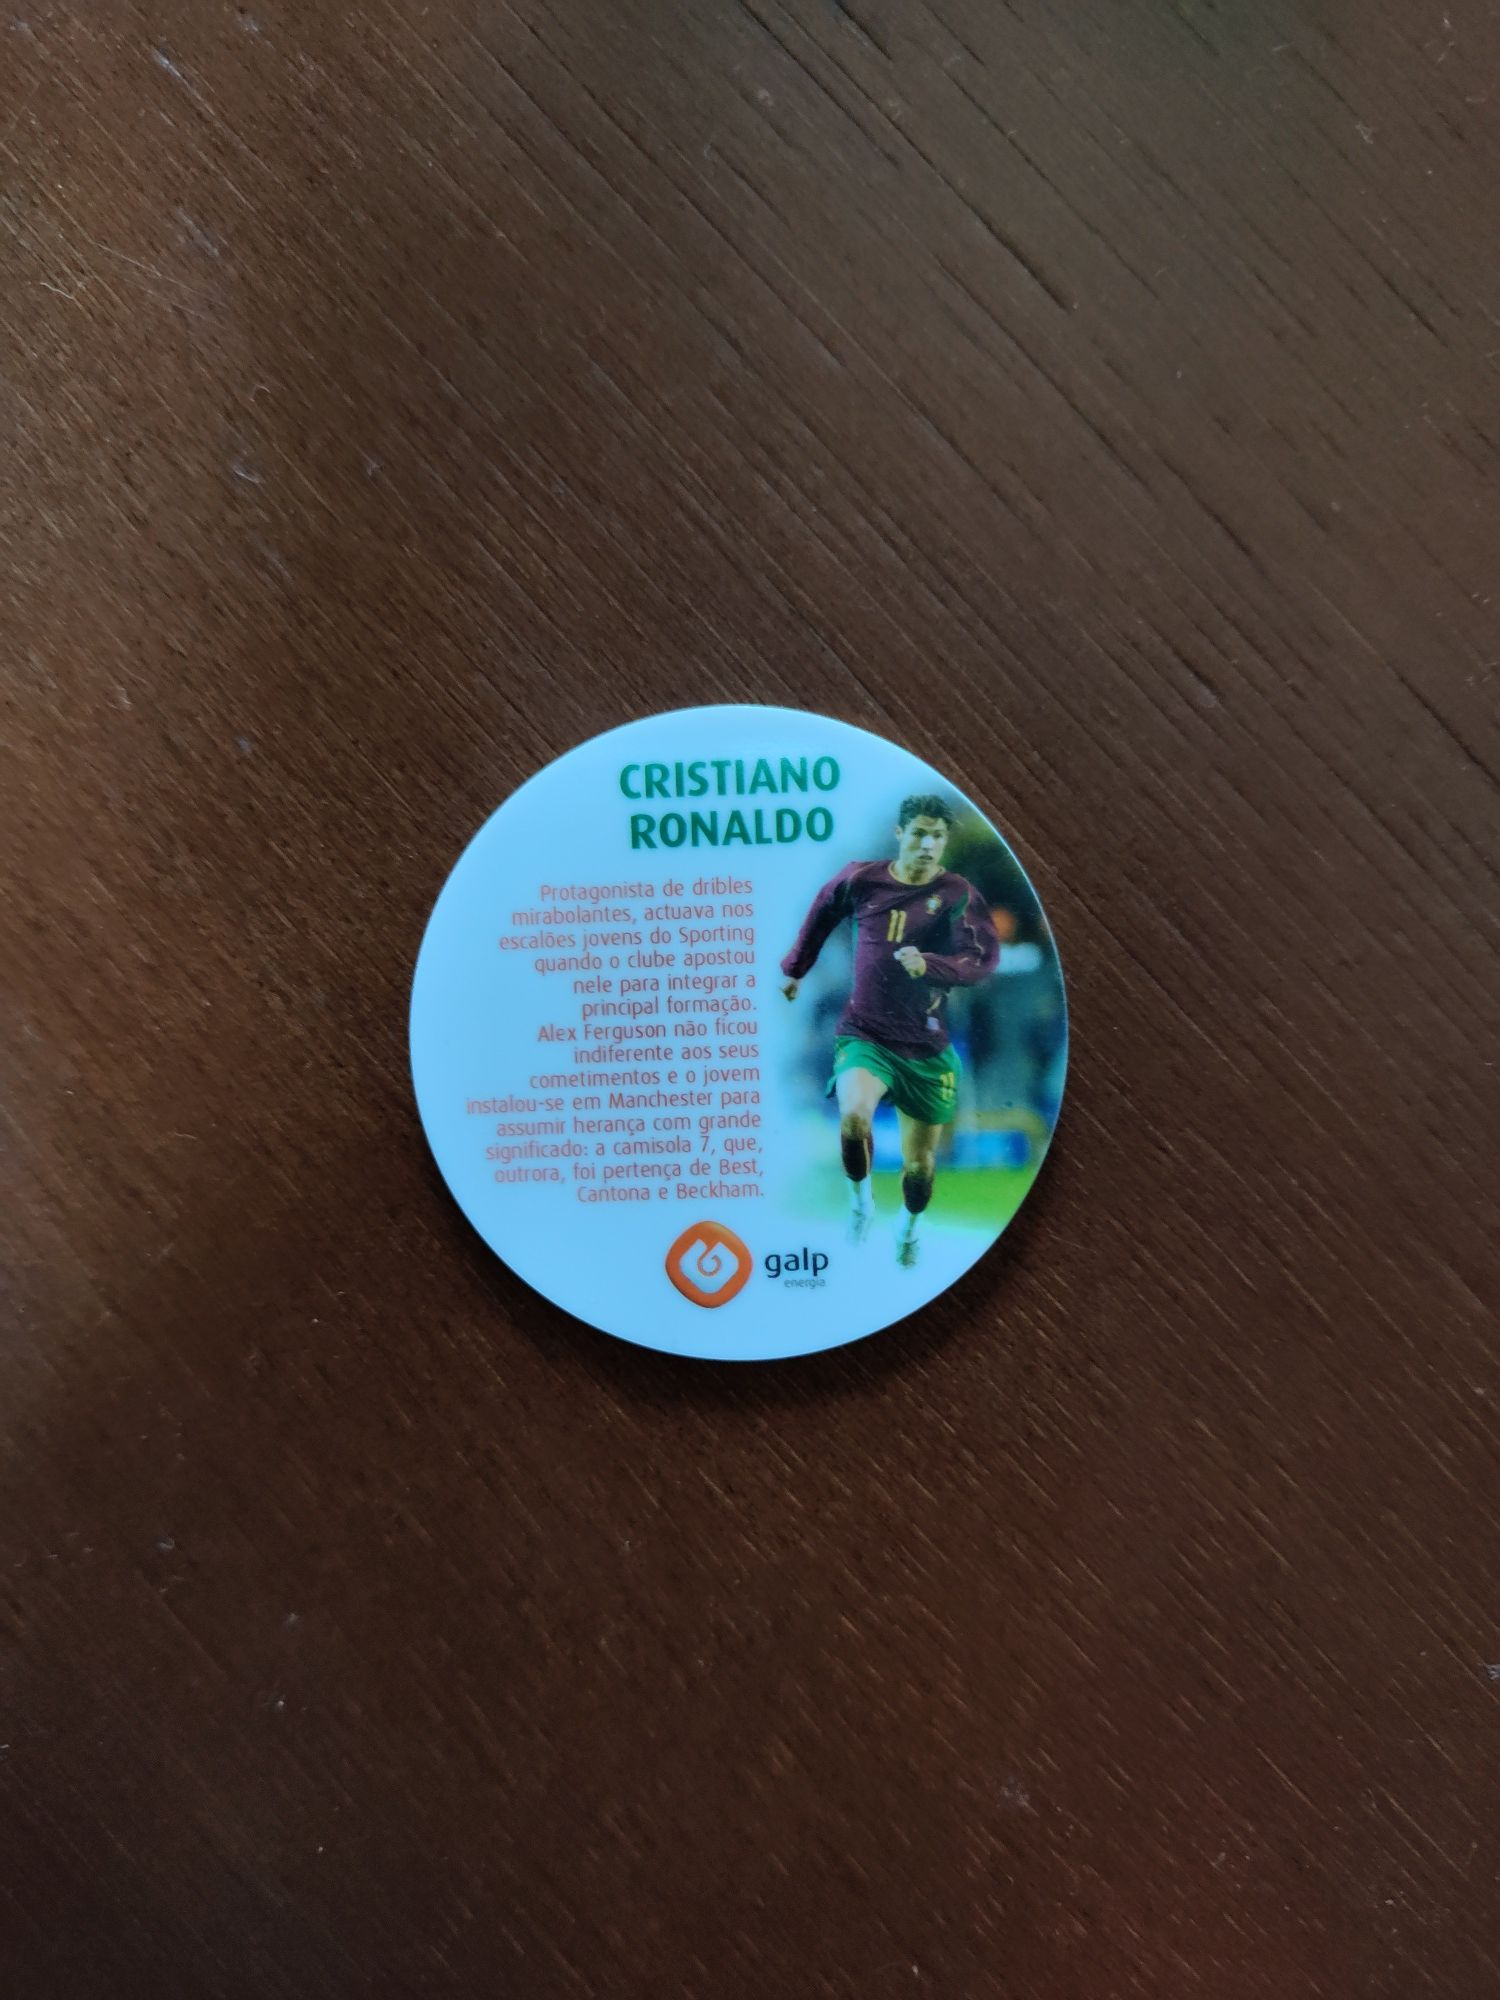 CRISTIANO
RONALDO
Protagonista de dribles
mirabolantes, actuava nos
escalões jovens do Sporting
quando o clube apostou
nele para integrar a
principal formação.
Alex Ferguson não ficou
indiferente aos seus
cometimentos e o jovem
instalou-se em Manchester para
assumir herança com grande
significado: a camisola 7, que,
outrora, foi pertença de Best,
Cantona e Beckham.
galp
energia
11
11